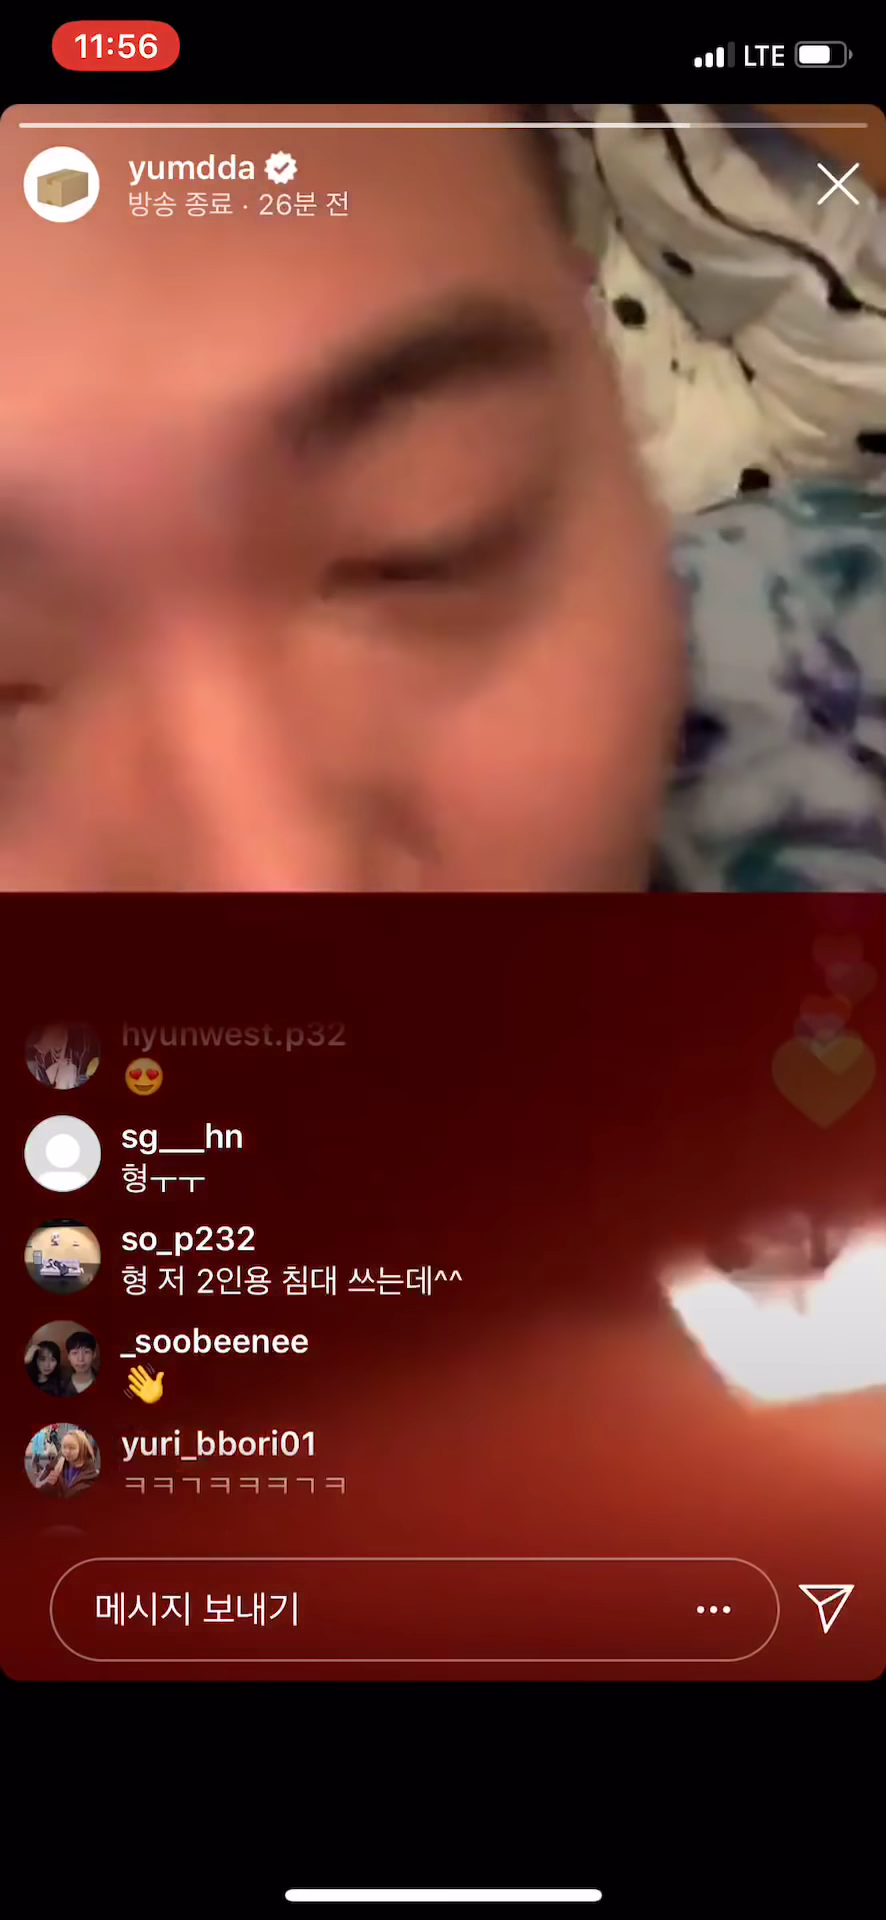 11:56
LTE
yumdda
방송 종료 · 26분 전
hyunwest.p32
😍
sg___hn
형ㅜㅜ
so_p232
형 저 2인용 침대 쓰는데^^
_soobeenee
👋
yuri_bbori01
ㅋㅋㄱㅋㅋㅋㄱㅋ
메시지 보내기